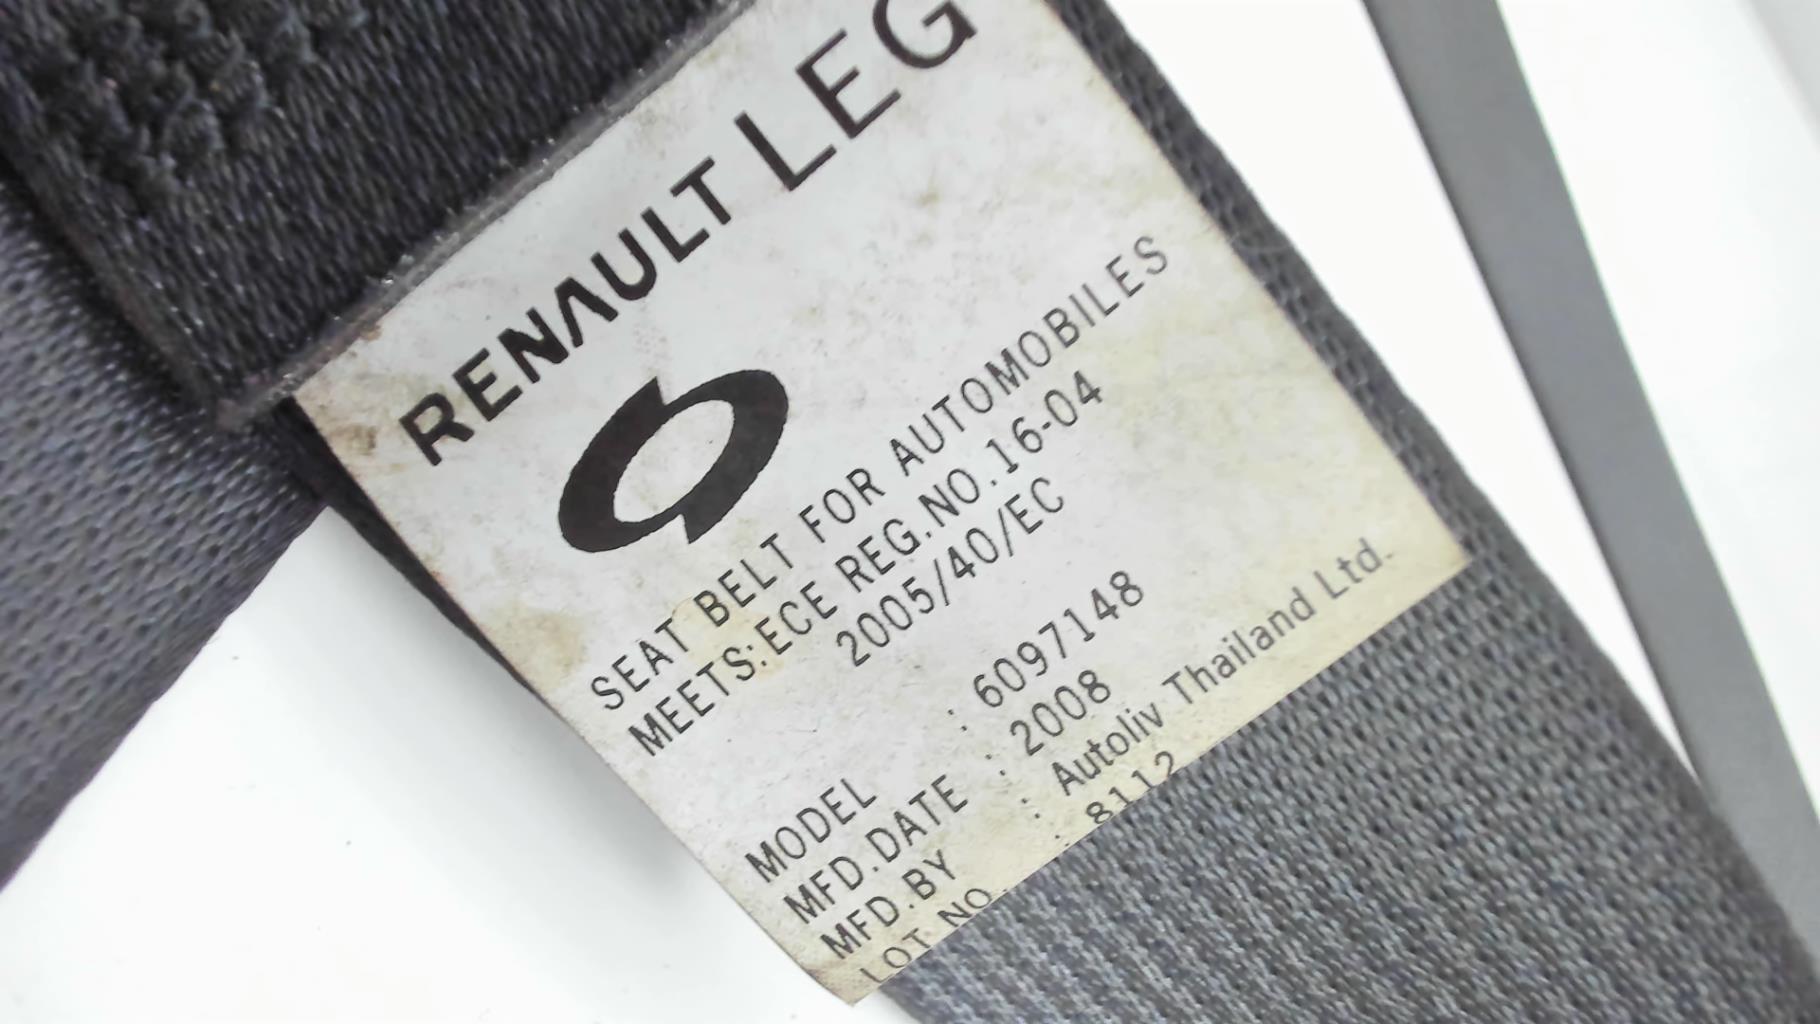 RENAULT LEG
SEAT BELT FOR AUTOMOBILES
MEETS:ECE REG.NO.16-04
2005/40/EC
MODEL : 6097148
MFD.DATE : 2008
MFD.BY : Autoliv Thailand Ltd.
LOT NO. : 8112